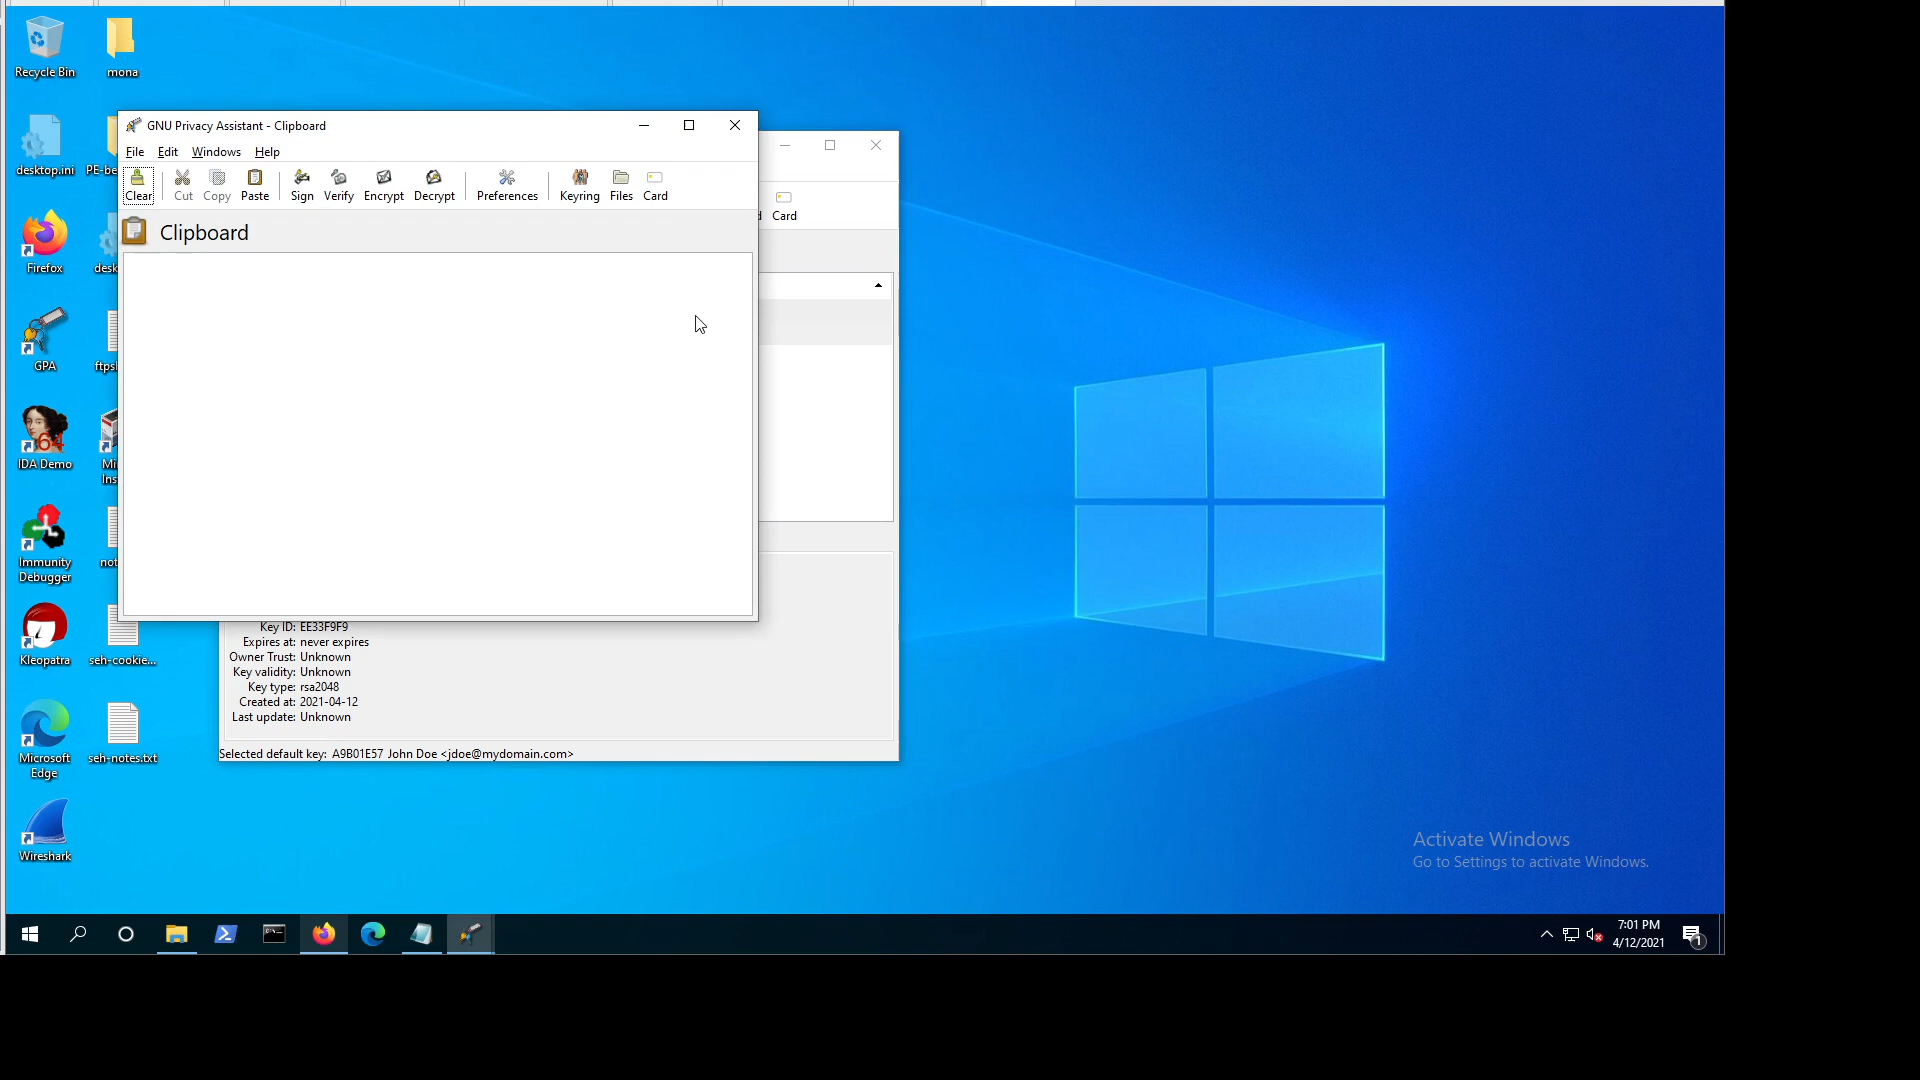 Recycle Bin
mona
desktop.ini
PE-be
Firefox
desk
GPA
ftpsl
IDA Demo
Mi
Ins
Immunity
Debugger
not
Kleopatra
seh-cookie...
Microsoft
Edge
seh-notes.txt
Wireshark
GNU Privacy Assistant - Clipboard
File Edit Windows Help
Clear Cut Copy Paste Sign Verify Encrypt Decrypt Preferences Keyring Files Card
Clipboard
Card
Key ID: EE33F9F9
Expires at: never expires
Owner Trust: Unknown
Key validity: Unknown
Key type: rsa2048
Created at: 2021-04-12
Last update: Unknown
Selected default key: A9B01E57 John Doe <jdoe@mydomain.com>
Activate Windows
Go to Settings to activate Windows.
7:01 PM
4/12/2021
1